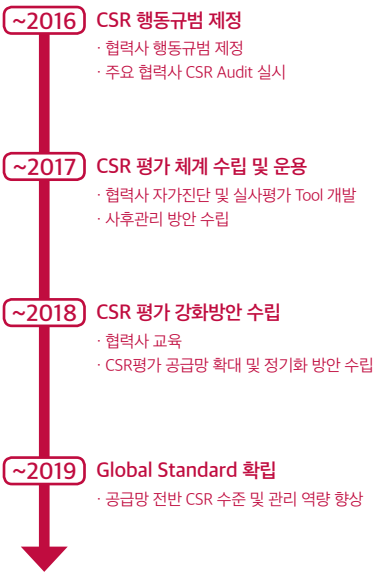 ~2016
CSR 행동규범 제정
· 협력사 행동규범 제정
· 주요 협력사 CSR Audit 실시
~2017
CSR 평가 체계 수립 및 운용
· 협력사 자가진단 및 실사평가 Tool 개발
· 사후관리 방안 수립
~2018
CSR 평가 강화방안 수립
· 협력사 교육
· CSR평가 공급망 확대 및 정기화 방안 수립
~2019
Global Standard 확립
· 공급망 전반 CSR 수준 및 관리 역량 향상